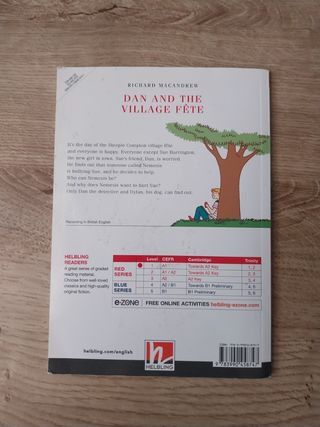 RICHARD MACANDREW
DAN AND THE
VILLAGE FÊTE
It's the day of the Steeple Compton village fête
and everyone is happy. Everyone except Sue Barrington,
the new girl in town. Sue's friend, Dan, is worried.
He finds out that someone called Nemesis
is bullying Sue, and he decides to help.
Who can Nemesis be?
And why does Nemesis want to hurt Sue?
Only Dan the detective and Dylan, his dog, can find out.
Recording in British English
HELBLING
READERS
A great series of graded
reading material.
Choose from well-loved
classics and high-quality
original fiction.
Level CEFR Cambridge Trinity
RED SERIES 1 A1 Towards A2 Key 1, 2
2 A1 / A2 Towards A2 Key 2, 3
3 A2 A2 Key 3, 4
BLUE SERIES 4 A2 / B1 Towards B1 Preliminary 4, 5
5 B1 B1 Preliminary 5, 6
e-zone FREE ONLINE ACTIVITIES helbling-ezone.com
helbling.com/english
HELBLING
9 783990 458747